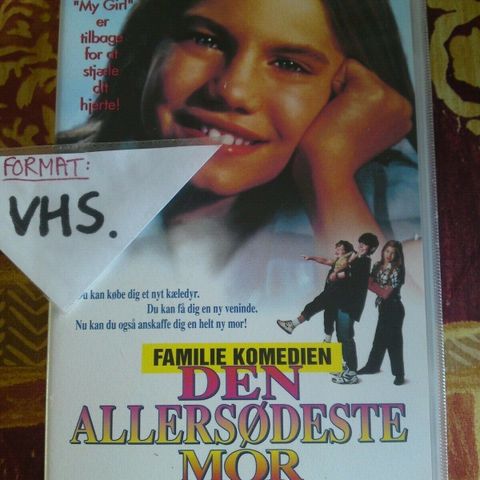 "My Girl"
er
tilbage
for at
stjæle
dit
hjerte!
FORMAT:
VHS.
Du kan købe dig et nyt kæledyr.
Du kan få dig en ny veninde.
Nu kan du også anskaffe dig en helt ny mor!
FAMILIE KOMEDIEN
DEN
ALLERSØDESTE
MOR